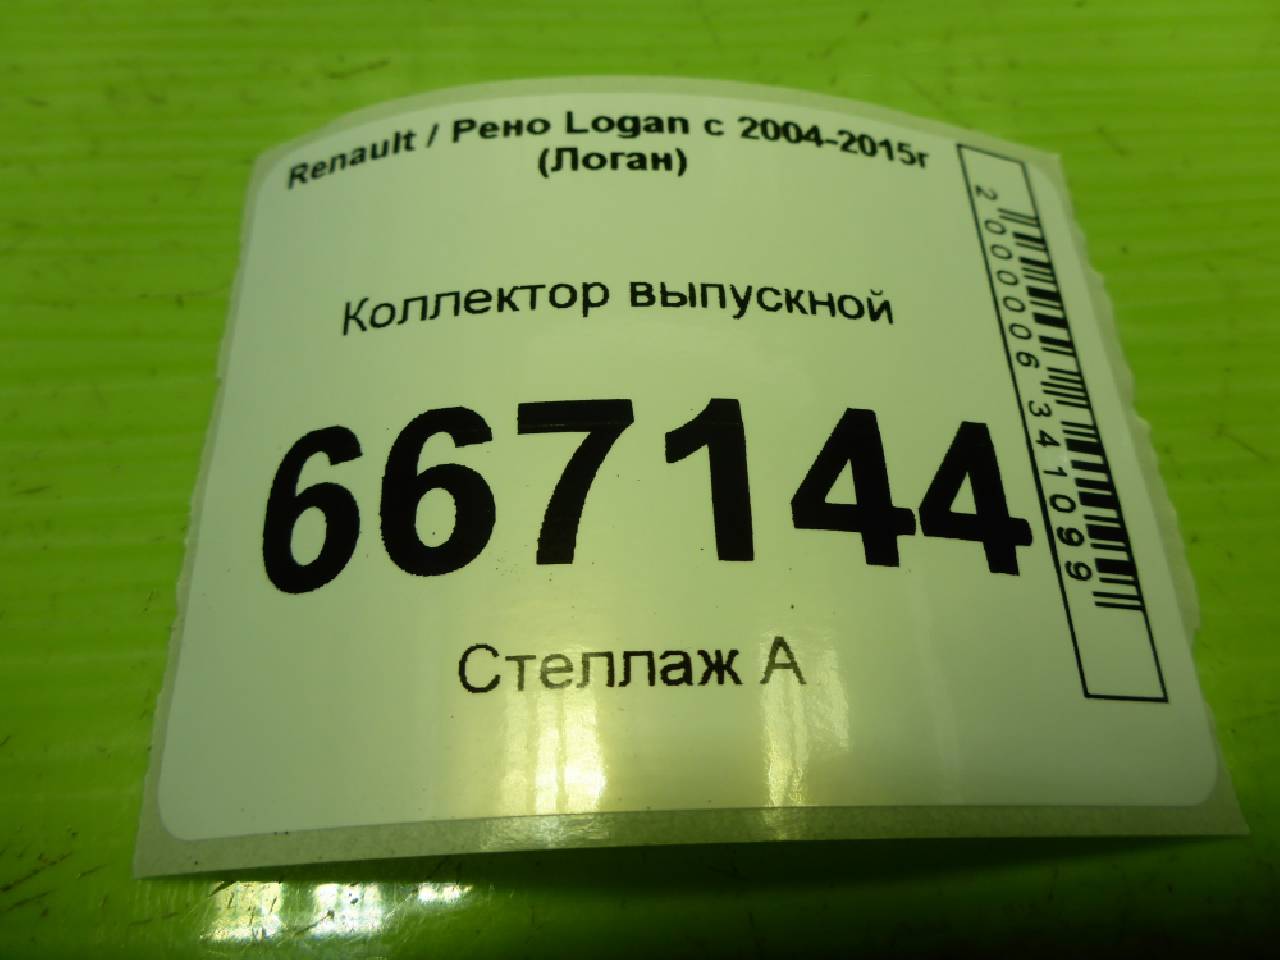 Renault / Рено Logan с 2004-2015г
(Логан)
Коллектор выпускной
667144
Стеллаж А
2000006341099